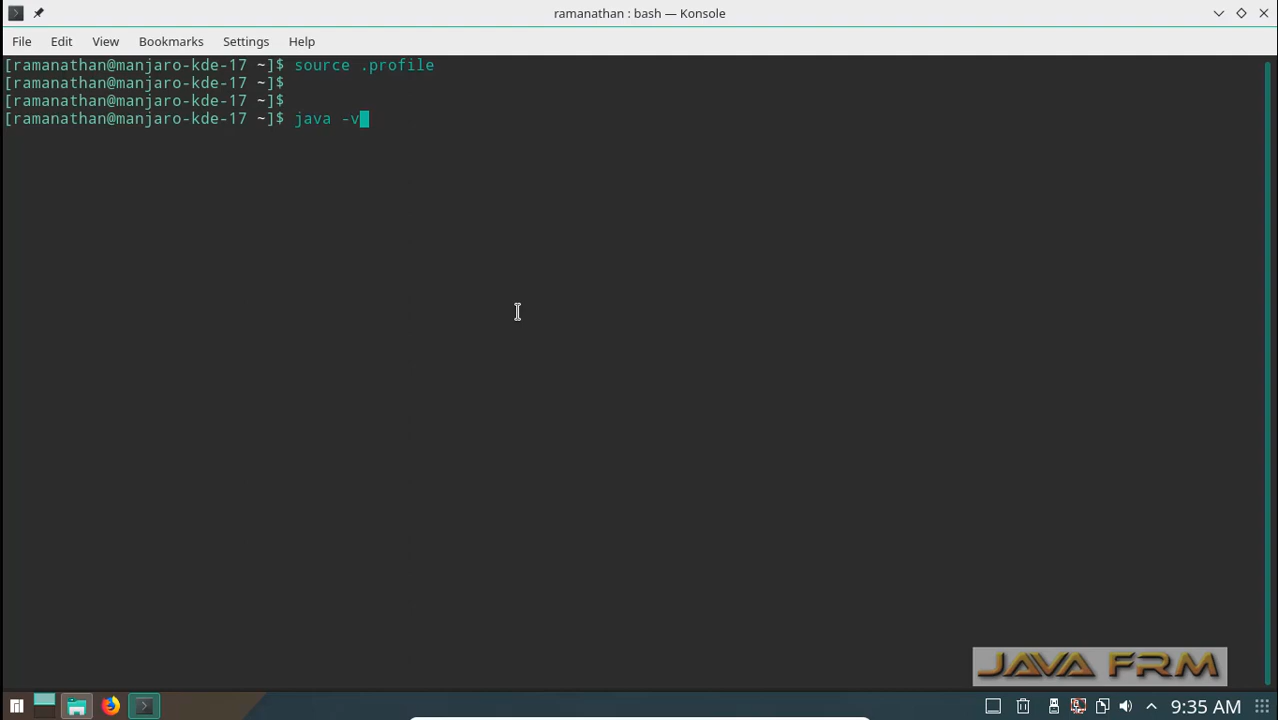 ramanathan : bash — Konsole
File Edit View Bookmarks Settings Help
[ramanathan@manjaro-kde-17 ~]$ source .profile
[ramanathan@manjaro-kde-17 ~]$
[ramanathan@manjaro-kde-17 ~]$
[ramanathan@manjaro-kde-17 ~]$ java -v
JAVA FRM
9:35 AM